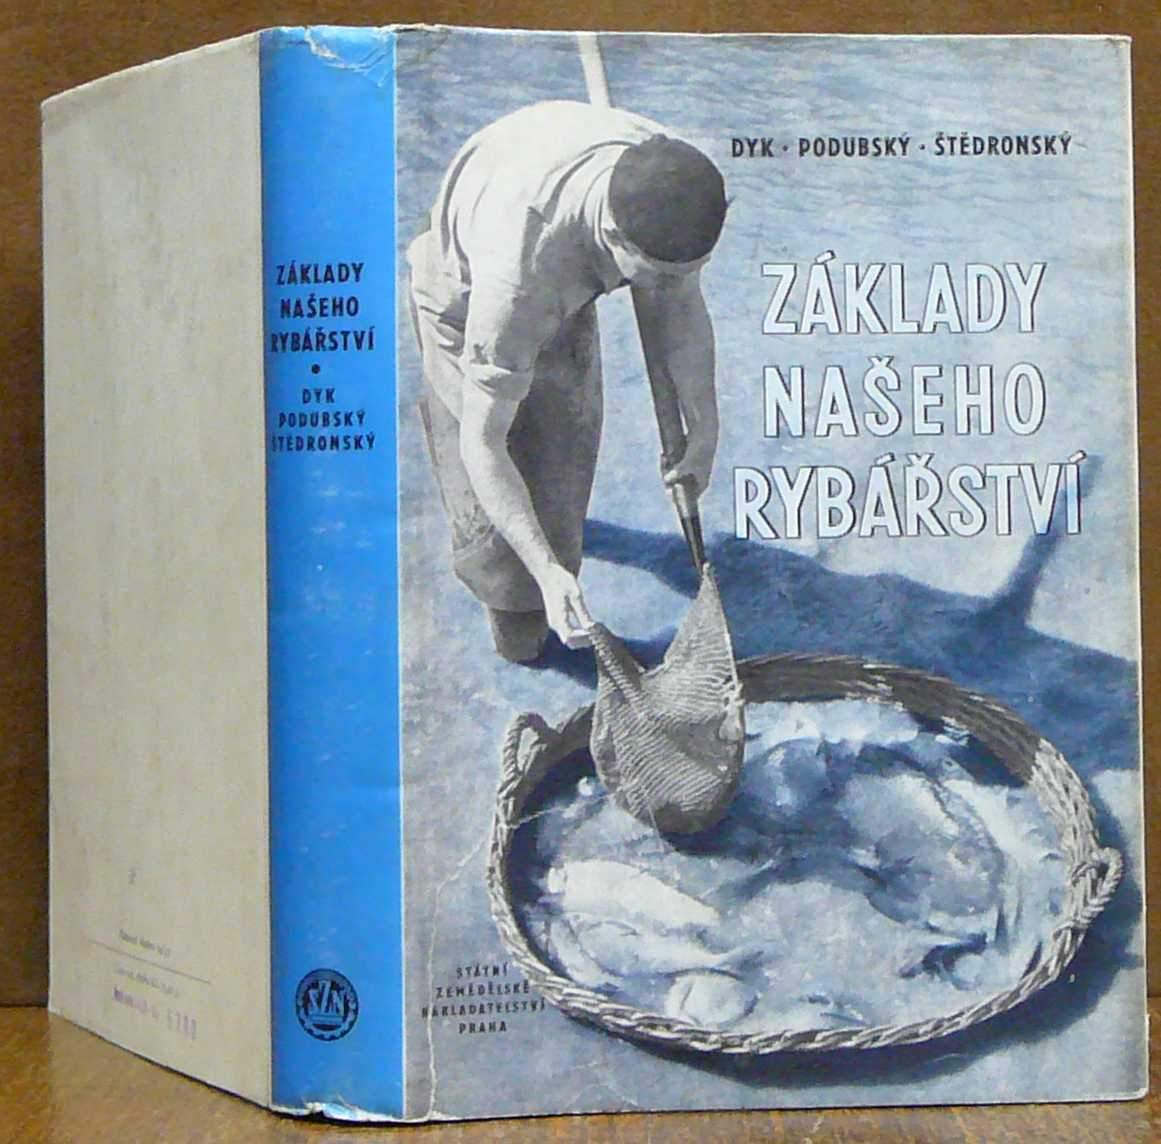 DYK · PODUBSKÝ · ŠTĚDRONSKÝ
ZÁKLADY
NAŠEHO
RYBÁŘSTVÍ
STÁTNÍ
ZEMĚDĚLSKÉ
NAKLADATELSTVÍ
PRAHA
ZÁKLADY
NAŠEHO
RYBÁŘSTVÍ
•
DYK
PODUBSKÝ
ŠTĚDRONSKÝ
SZN